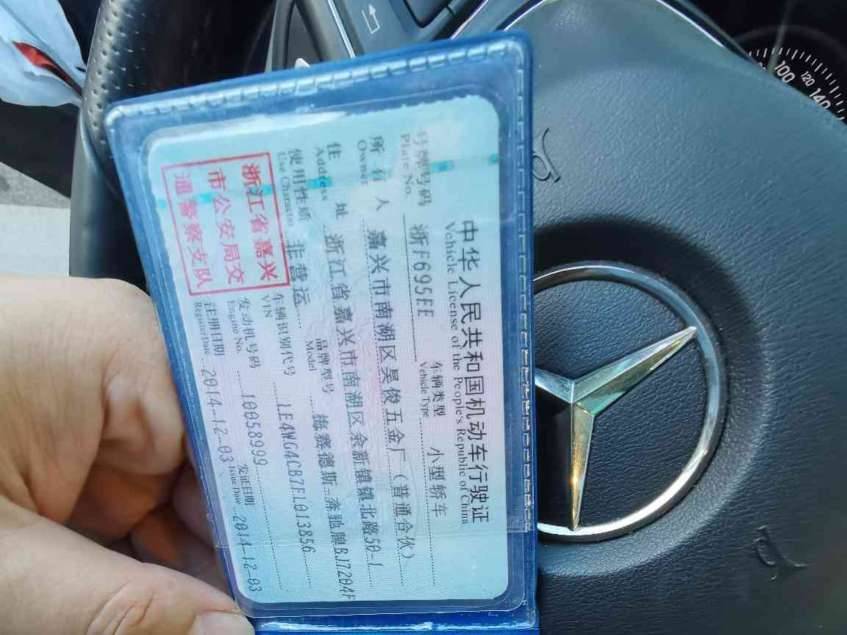 中华人民共和国机动车行驶证
Vehicle License of the People's Republic of China
号牌号码 浙F695EE 车辆类型 小型轿车
Plate No. Vehicle Type
所有人 嘉兴市南湖区昊俊五金厂(普通合伙)
Owner
住址 浙江省嘉兴市南湖区余新镇镇北路50-1
Address
使用性质 非营运 品牌型号 梅赛德斯-奔驰牌BJ7204F
Use Character Model
浙江省嘉兴
市公安局交
通警察支队
车辆识别代号 LE4WG4CB7FL013856
VIN
发动机号码 10058999
Engine No.
注册日期 2014-12-03 发证日期 2014-12-03
Register Date Issue Date
100
120
140